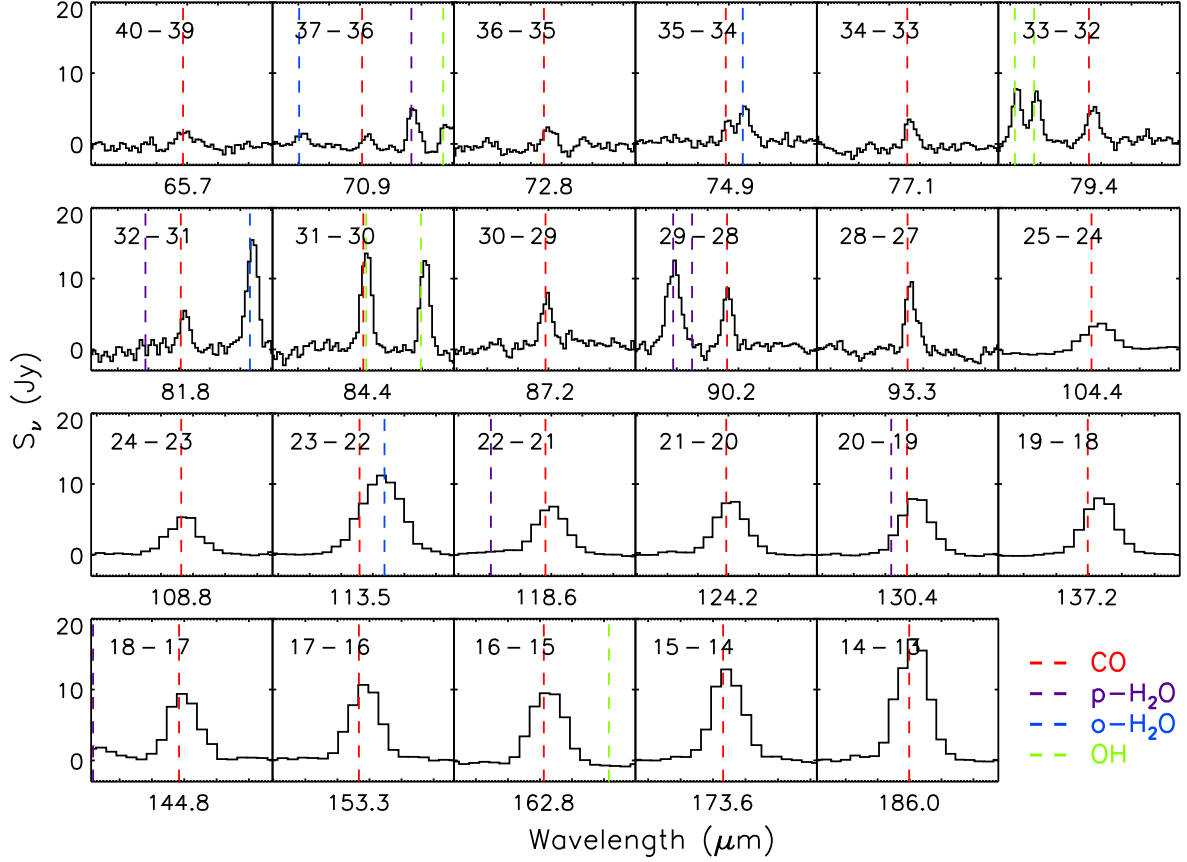 20 40 – 39 37 – 36 36 – 35 35 – 34 34 – 33 33 – 32
10
0
65.7 70.9 72.8 74.9 77.1 79.4
20 32 – 31 31 – 30 30 – 29 29 – 28 28 – 27 25 – 24
10
0
81.8 84.4 87.2 90.2 93.3 104.4
Sν (Jy)
20 24 – 23 23 – 22 22 – 21 21 – 20 20 – 19 19 – 18
10
0
108.8 113.5 118.6 124.2 130.4 137.2
20 18 – 17 17 – 16 16 – 15 15 – 14 14 – 13
10
0
144.8 153.3 162.8 173.6 186.0
CO
p–H₂O
o–H₂O
OH
Wavelength (μm)